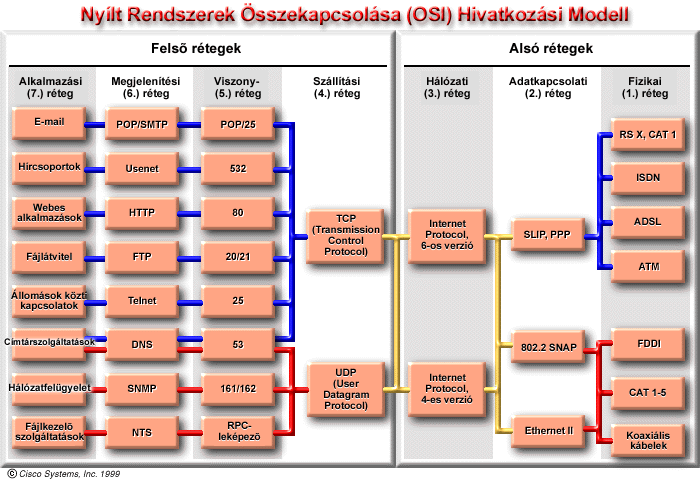 Nyílt Rendszerek Összekapcsolása (OSI) Hivatkozási Modell
Felső rétegek
Alsó rétegek
Alkalmazási
(7.) réteg
Megjelenítési
(6.) réteg
Viszony-
(5.) réteg
Szállítási
(4.) réteg
Hálózati
(3.) réteg
Adatkapcsolati
(2.) réteg
Fizikai
(1.) réteg
E-mail
POP/SMTP
POP/25
Hírcsoportok
Usenet
532
Webes
alkalmazások
HTTP
80
Fájlátvitel
FTP
20/21
Állomások közti
kapcsolatok
Telnet
25
Címtárszolgáltatások
DNS
53
Hálózatfelügyelet
SNMP
161/162
Fájlkezelő
szolgáltatások
NTS
RPC-
leképező
TCP
(Transmission
Control
Protocol)
UDP
(User
Datagram
Protocol)
Internet
Protocol,
6-os verzió
Internet
Protocol,
4-es verzió
SLIP, PPP
802.2 SNAP
Ethernet II
RS X, CAT 1
ISDN
ADSL
ATM
FDDI
CAT 1-5
Koaxiális
kábelek
© Cisco Systems, Inc. 1999